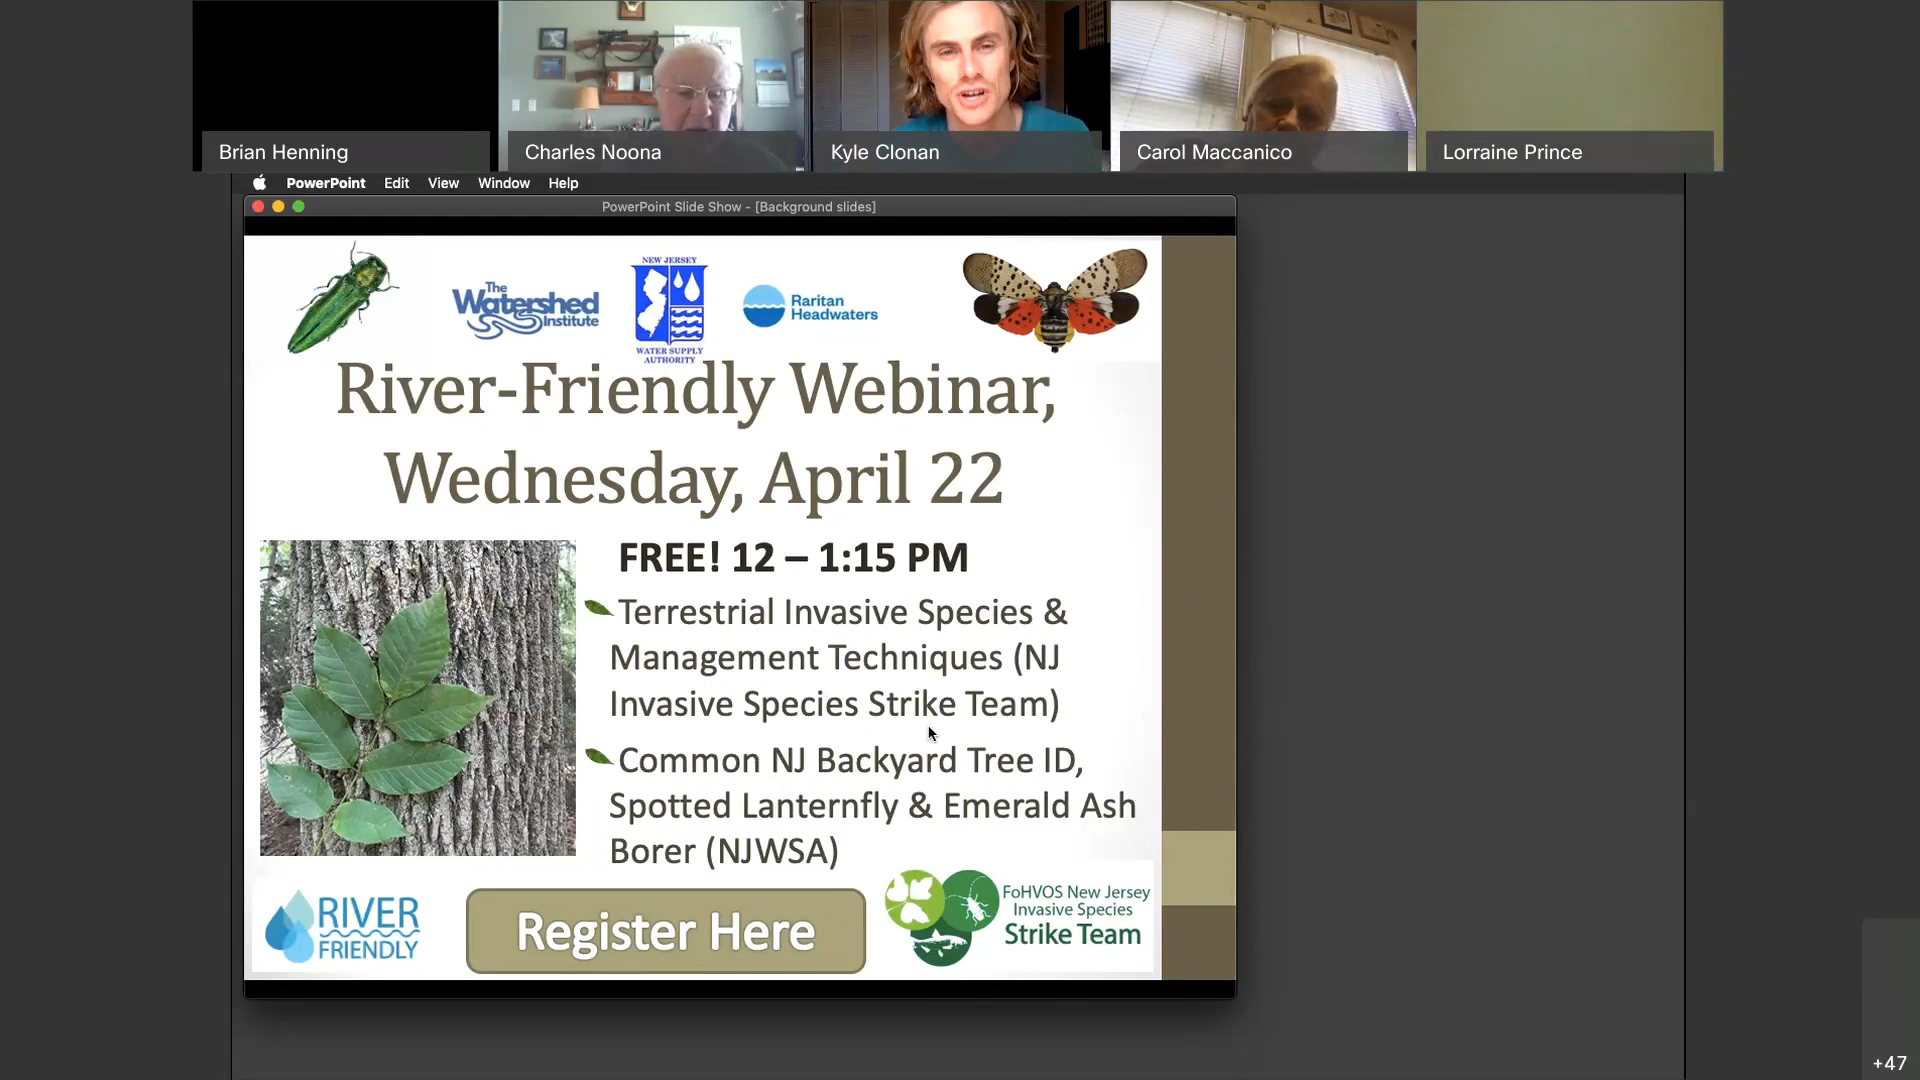 Brian Henning
Charles Noona
Kyle Clonan
Carol Maccanico
Lorraine Prince
PowerPoint Edit View Window Help
PowerPoint Slide Show - [Background slides]
The
Watershed
Institute
NEW JERSEY
WATER SUPPLY
AUTHORITY
Raritan
Headwaters
River-Friendly Webinar,
Wednesday, April 22
FREE! 12 – 1:15 PM
Terrestrial Invasive Species &
Management Techniques (NJ
Invasive Species Strike Team)
Common NJ Backyard Tree ID,
Spotted Lanternfly & Emerald Ash
Borer (NJWSA)
RIVER
FRIENDLY
Register Here
FoHVOS New Jersey
Invasive Species
Strike Team
+47